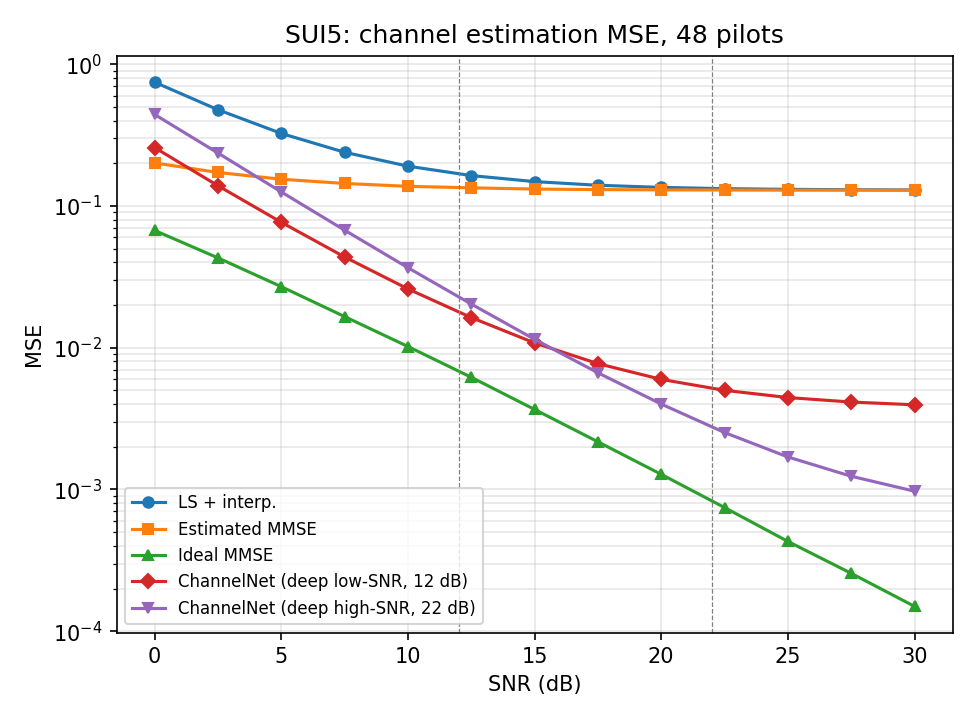 SUI5: channel estimation MSE, 48 pilots
10⁰
10⁻¹
10⁻²
10⁻³
10⁻⁴
MSE
LS + interp.
Estimated MMSE
Ideal MMSE
ChannelNet (deep low-SNR, 12 dB)
ChannelNet (deep high-SNR, 22 dB)
0 5 10 15 20 25 30
SNR (dB)